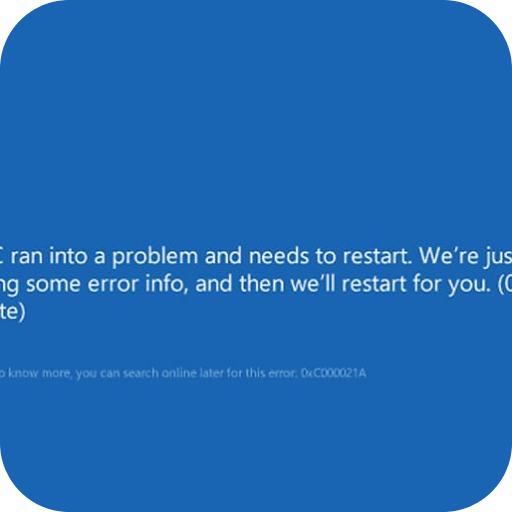 C ran into a problem and needs to restart. We're jus
ng some error info, and then we'll restart for you. (0
te)
o know more, you can search online later for this error: 0xC000021A